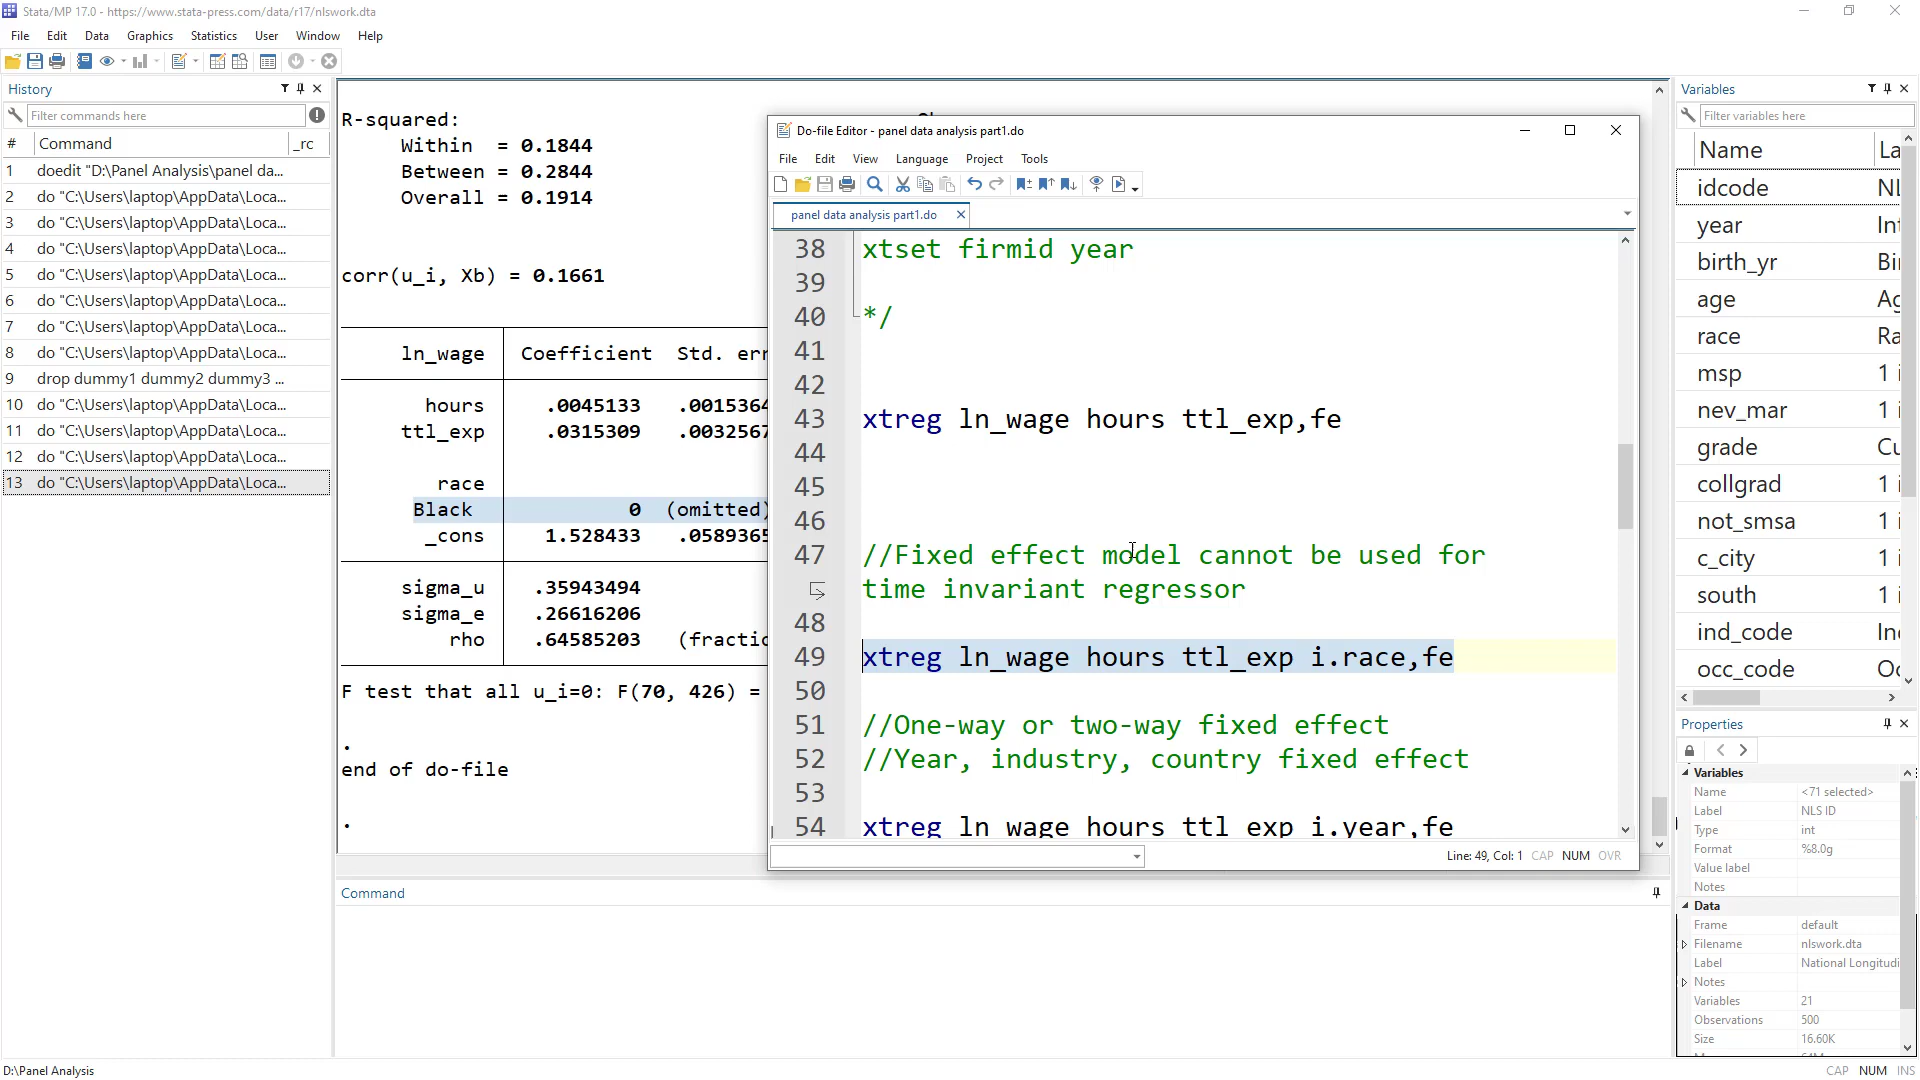 Stata/MP 17.0 - https://www.stata-press.com/data/r17/nlswork.dta
File Edit Data Graphics Statistics User Window Help
History
Filter commands here
# Command _rc
1 doedit "D:\Panel Analysis\panel da...
2 do "C:\Users\laptop\AppData\Loca...
3 do "C:\Users\laptop\AppData\Loca...
4 do "C:\Users\laptop\AppData\Loca...
5 do "C:\Users\laptop\AppData\Loca...
6 do "C:\Users\laptop\AppData\Loca...
7 do "C:\Users\laptop\AppData\Loca...
8 do "C:\Users\laptop\AppData\Loca...
9 drop dummy1 dummy2 dummy3 ...
10 do "C:\Users\laptop\AppData\Loca...
11 do "C:\Users\laptop\AppData\Loca...
12 do "C:\Users\laptop\AppData\Loca...
13 do "C:\Users\laptop\AppData\Loca...
R-squared:
Within = 0.1844
Between = 0.2844
Overall = 0.1914
corr(u_i, Xb) = 0.1661
ln_wage Coefficient Std. err
hours .0045133 .0015364
ttl_exp .0315309 .0032567
race
Black 0 (omitted)
_cons 1.528433 .0589365
sigma_u .35943494
sigma_e .26616206
rho .64585203 (fractio
F test that all u_i=0: F(70, 426) =
.
end of do-file
.
Do-file Editor - panel data analysis part1.do
File Edit View Language Project Tools
panel data analysis part1.do
38 xtset firmid year
39
40 */
41
42
43 xtreg ln_wage hours ttl_exp,fe
44
45
46
47 //Fixed effect model cannot be used for
time invariant regressor
48
49 xtreg ln_wage hours ttl_exp i.race,fe
50
51 //One-way or two-way fixed effect
52 //Year, industry, country fixed effect
53
54 xtreg ln_wage hours ttl_exp i.year,fe
Line: 49, Col: 1 CAP NUM OVR
Command
Variables
Filter variables here
Name La
idcode NL
year Int
birth_yr Bi
age Ag
race Ra
msp 1 i
nev_mar 1 i
grade Cu
collgrad 1 i
not_smsa 1 i
c_city 1 i
south 1 i
ind_code In
occ_code Oc
Properties
Variables
Name <71 selected>
Label NLS ID
Type int
Format %8.0g
Value label
Notes
Data
Frame default
Filename nlswork.dta
Label National Longitudi
Notes
Variables 21
Observations 500
Size 16.60K
D:\Panel Analysis
CAP NUM INS